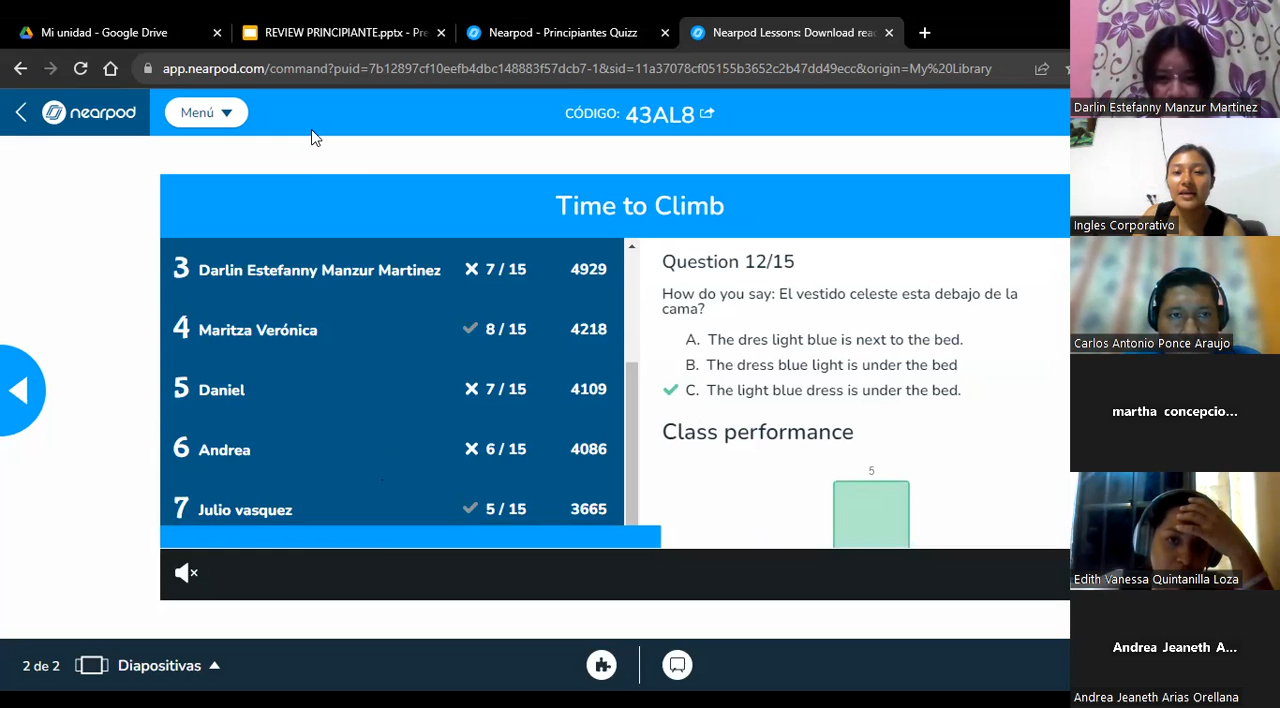 Mi unidad - Google Drive
REVIEW PRINCIPIANTE.pptx - Pre
Nearpod - Principiantes Quizz
Nearpod Lessons: Download rea
app.nearpod.com/command?puid=7b12897cf10eefb4dbc148883f57dcb7-1&sid=11a37078cf05155b3652c2b47dd49ecc&origin=My%20Library
nearpod
Menú
CÓDIGO: 43AL8
Time to Climb
3 Darlin Estefanny Manzur Martinez 7 / 15 4929
4 Maritza Verónica 8 / 15 4218
5 Daniel 7 / 15 4109
6 Andrea 6 / 15 4086
7 Julio vasquez 5 / 15 3665
Question 12/15
How do you say: El vestido celeste esta debajo de la
cama?
A. The dres light blue is next to the bed.
B. The dress blue light is under the bed
C. The light blue dress is under the bed.
Class performance
5
2 de 2
Diapositivas
Darlin Estefanny Manzur Martinez
Ingles Corporativo
Carlos Antonio Ponce Araujo
martha concepcio...
Edith Vanessa Quintanilla Loza
Andrea Jeaneth A...
Andrea Jeaneth Arias Orellana